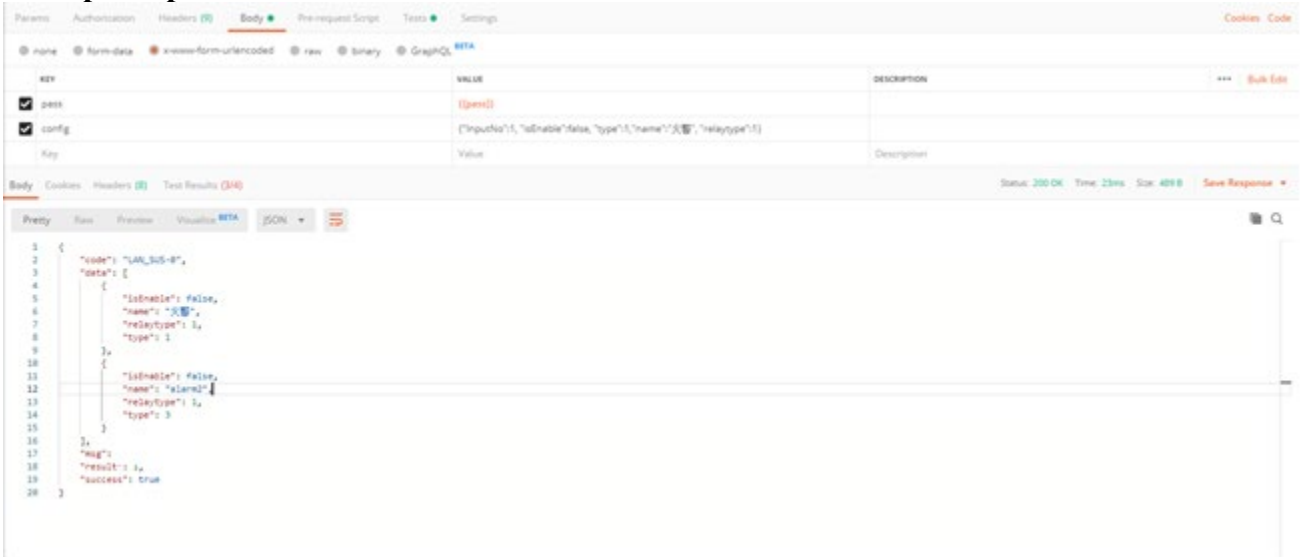 Params Authorization Headers (9) Body Pre-request Script Tests Settings Cookies Code
none form-data x-www-form-urlencoded raw binary GraphQL BETA
KEY VALUE DESCRIPTION ••• Bulk Edit
pass {{pass}}
config {"inputNo":1, "isEnable":false, "type":1,"name":"火警", "relaytype":1}
Key Value Description
Body Cookies Headers (8) Test Results (3/4) Status: 200 OK Time: 23ms Size: 489 B Save Response
Pretty Raw Preview Visualize BETA JSON
1 {
2 "code": "LAN_SUS-0",
3 "data": [
4 {
5 "isEnable": false,
6 "name": "火警",
7 "relaytype": 1,
8 "type": 1
9 },
10 {
11 "isEnable": false,
12 "name": "alarm2",
13 "relaytype": 1,
14 "type": 3
15 }
16 ],
17 "msg":
18 "result": 1,
19 "success": true
20 }